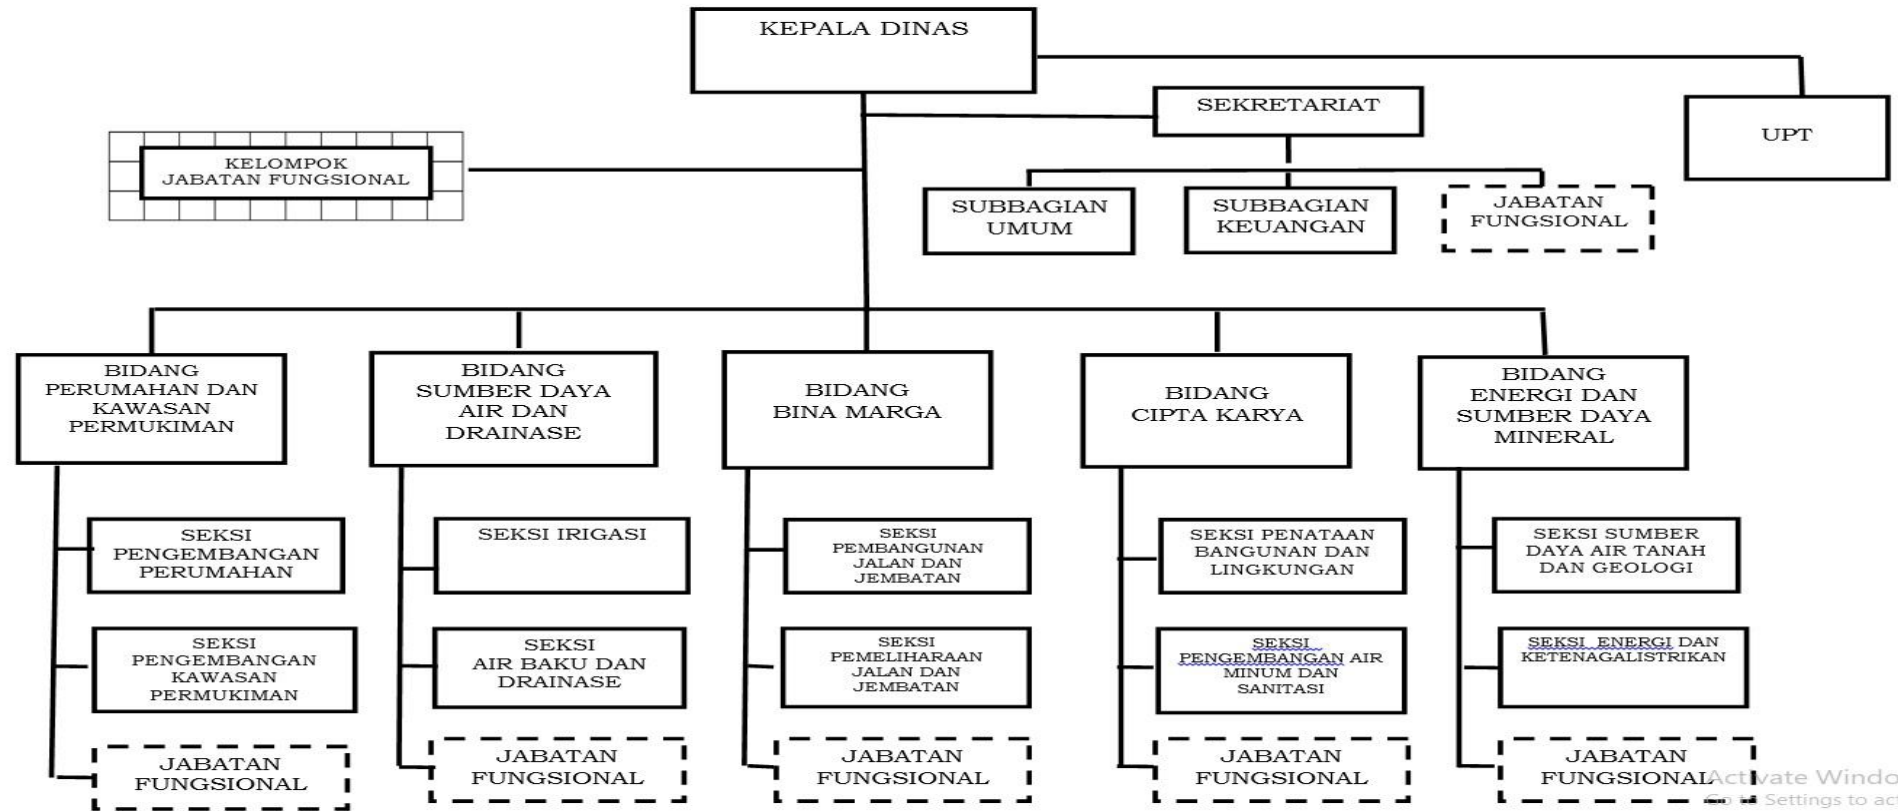 KEPALA DINAS
SEKRETARIAT
UPT
KELOMPOK
JABATAN FUNGSIONAL
SUBBAGIAN
UMUM
SUBBAGIAN
KEUANGAN
JABATAN
FUNGSIONAL
BIDANG
PERUMAHAN DAN
KAWASAN
PERMUKIMAN
BIDANG
SUMBER DAYA
AIR DAN
DRAINASE
BIDANG
BINA MARGA
BIDANG
CIPTA KARYA
BIDANG
ENERGI DAN
SUMBER DAYA
MINERAL
SEKSI
PENGEMBANGAN
PERUMAHAN
SEKSI IRIGASI
SEKSI
PEMBANGUNAN
JALAN DAN
JEMBATAN
SEKSI PENATAAN
BANGUNAN DAN
LINGKUNGAN
SEKSI SUMBER
DAYA AIR TANAH
DAN GEOLOGI
SEKSI
PENGEMBANGAN
KAWASAN
PERMUKIMAN
SEKSI
AIR BAKU DAN
DRAINASE
SEKSI
PEMELIHARAAN
JALAN DAN
JEMBATAN
SEKSI
PENGEMBANGAN AIR
MINUM DAN
SANITASI
SEKSI ENERGI DAN
KETENAGALISTRIKAN
JABATAN
FUNGSIONAL
JABATAN
FUNGSIONAL
JABATAN
FUNGSIONAL
JABATAN
FUNGSIONAL
JABATAN
FUNGSIONAL
Activate Windo
Go to Settings to ac